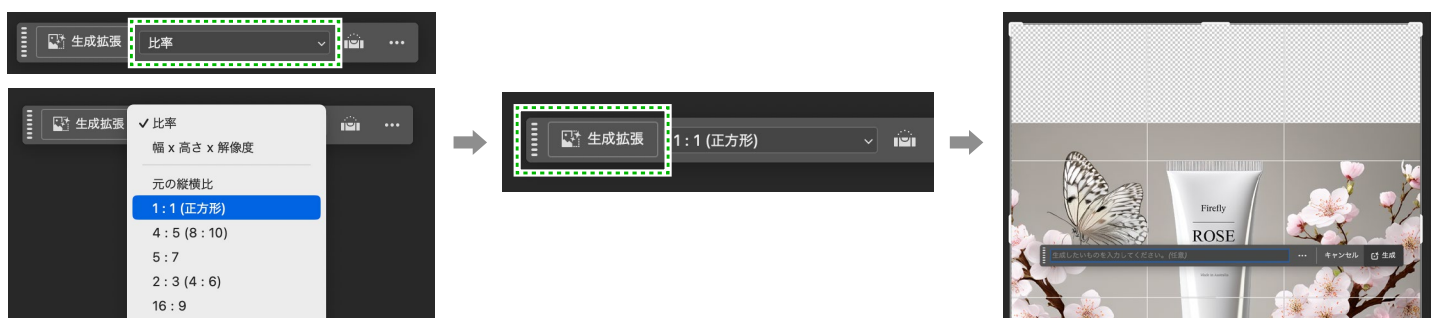 生成拡張
比率
生成拡張
✓ 比率
幅 x 高さ x 解像度
元の縦横比
1 : 1 (正方形)
4 : 5 (8 : 10)
5 : 7
2 : 3 (4 : 6)
16 : 9
生成拡張
1 : 1 (正方形)
Firefly
ROSE
生成したいものを入力してください。(任意)
キャンセル
生成